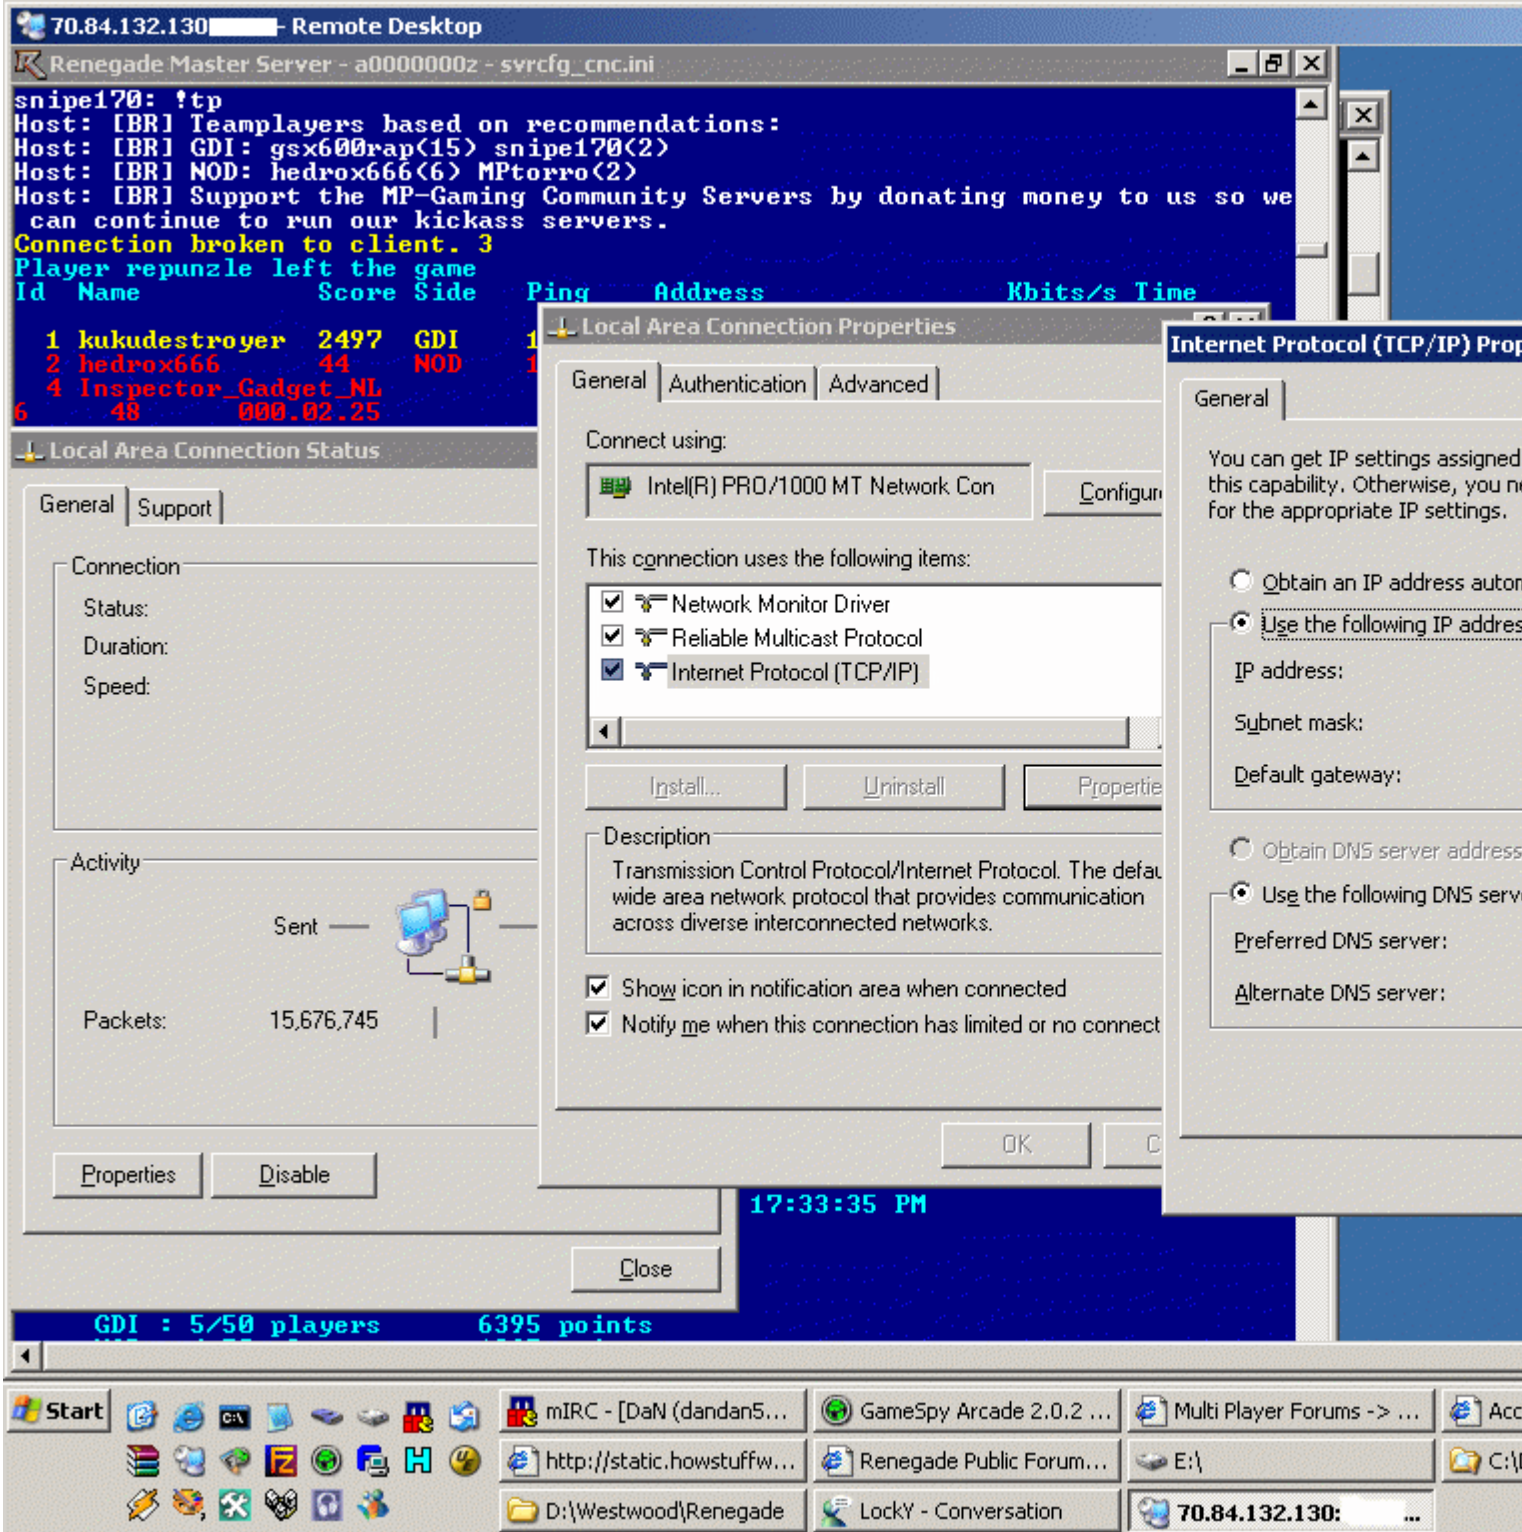 70.84.132.130 - Remote Desktop
Renegade Master Server - a0000000z - svrcfg_cnc.ini
snipe170: !tp
Host: [BR] Teamplayers based on recommendations:
Host: [BR] GDI: gsx600rap(15) snipe170(2)
Host: [BR] NOD: hedrox666(6) MPtorro(2)
Host: [BR] Support the MP-Gaming Community Servers by donating money to us so we
can continue to run our kickass servers.
Connection broken to client. 3
Player repunzle left the game
Id Name Score Side Ping Address Kbits/s Time
1 kukudestroyer 2497 GDI 1
2 hedrox666 44 NOD 1
4 Inspector_Gadget_NL
6 48 000.02.25
Local Area Connection Status
General Support
Connection
Status:
Duration:
Speed:
Activity
Sent
Packets: 15,676,745
Properties Disable
Close
Local Area Connection Properties
General Authentication Advanced
Connect using:
Intel(R) PRO/1000 MT Network Con
Configure
This connection uses the following items:
Network Monitor Driver
Reliable Multicast Protocol
Internet Protocol (TCP/IP)
Install... Uninstall Propertie
Description
Transmission Control Protocol/Internet Protocol. The defau
wide area network protocol that provides communication
across diverse interconnected networks.
Show icon in notification area when connected
Notify me when this connection has limited or no connect
OK C
Internet Protocol (TCP/IP) Prop
General
You can get IP settings assigned
this capability. Otherwise, you ne
for the appropriate IP settings.
Obtain an IP address autom
Use the following IP address
IP address:
Subnet mask:
Default gateway:
Obtain DNS server address
Use the following DNS serve
Preferred DNS server:
Alternate DNS server:
17:33:35 PM
GDI : 5/50 players 6395 points
Start
mIRC - [DaN (dandan5...
GameSpy Arcade 2.0.2 ...
Multi Player Forums -> ...
Acc
http://static.howstuffw...
Renegade Public Forum...
E:\
C:\
D:\Westwood\Renegade
LockY - Conversation
70.84.132.130: ...